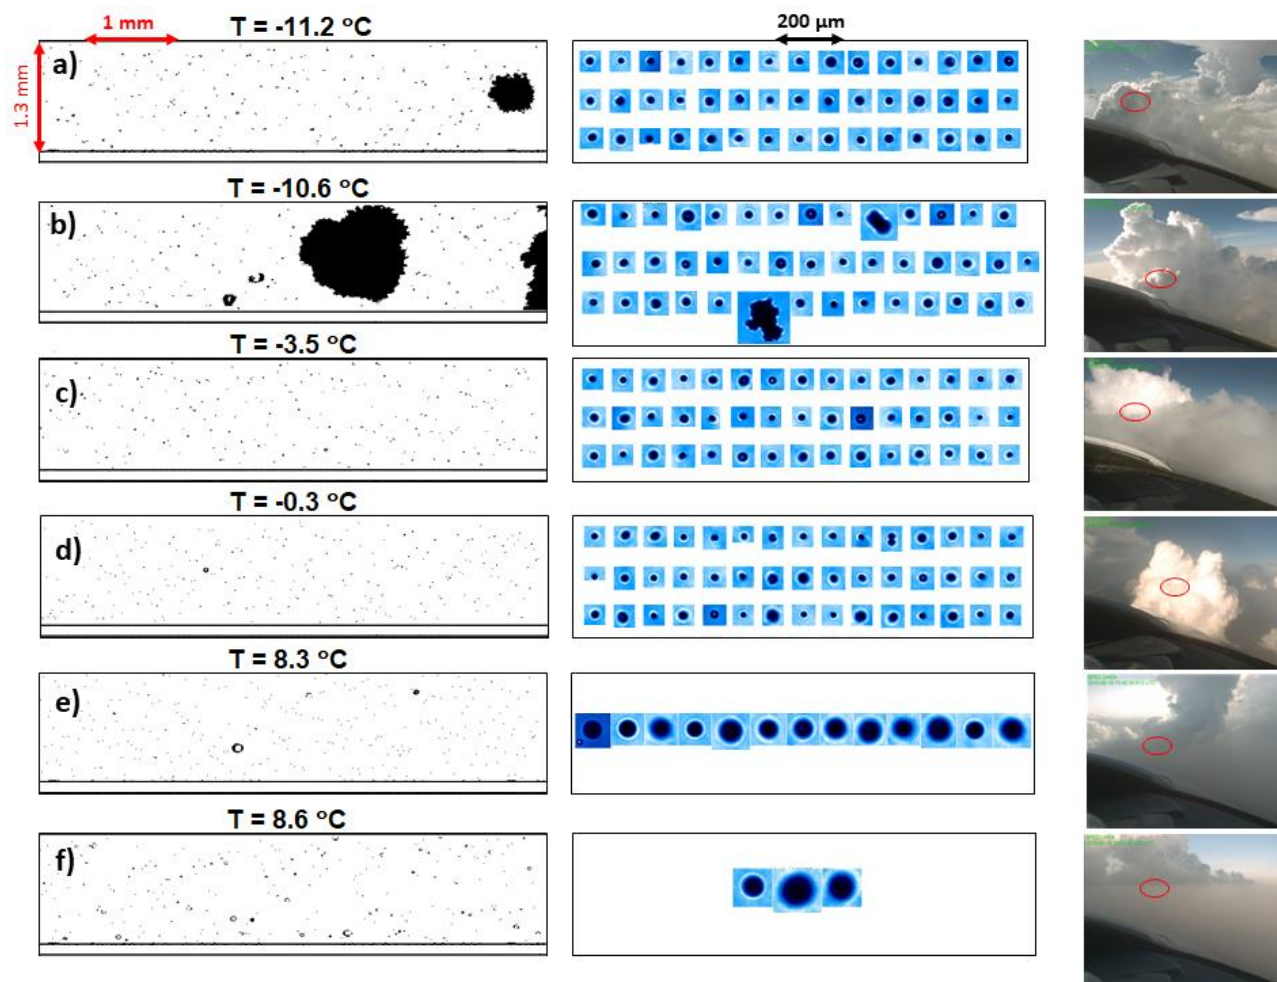 1 mm
T = -11.2 °C
200 µm
a)
1.3 mm
T = -10.6 °C
b)
T = -3.5 °C
c)
T = -0.3 °C
d)
T = 8.3 °C
e)
T = 8.6 °C
f)